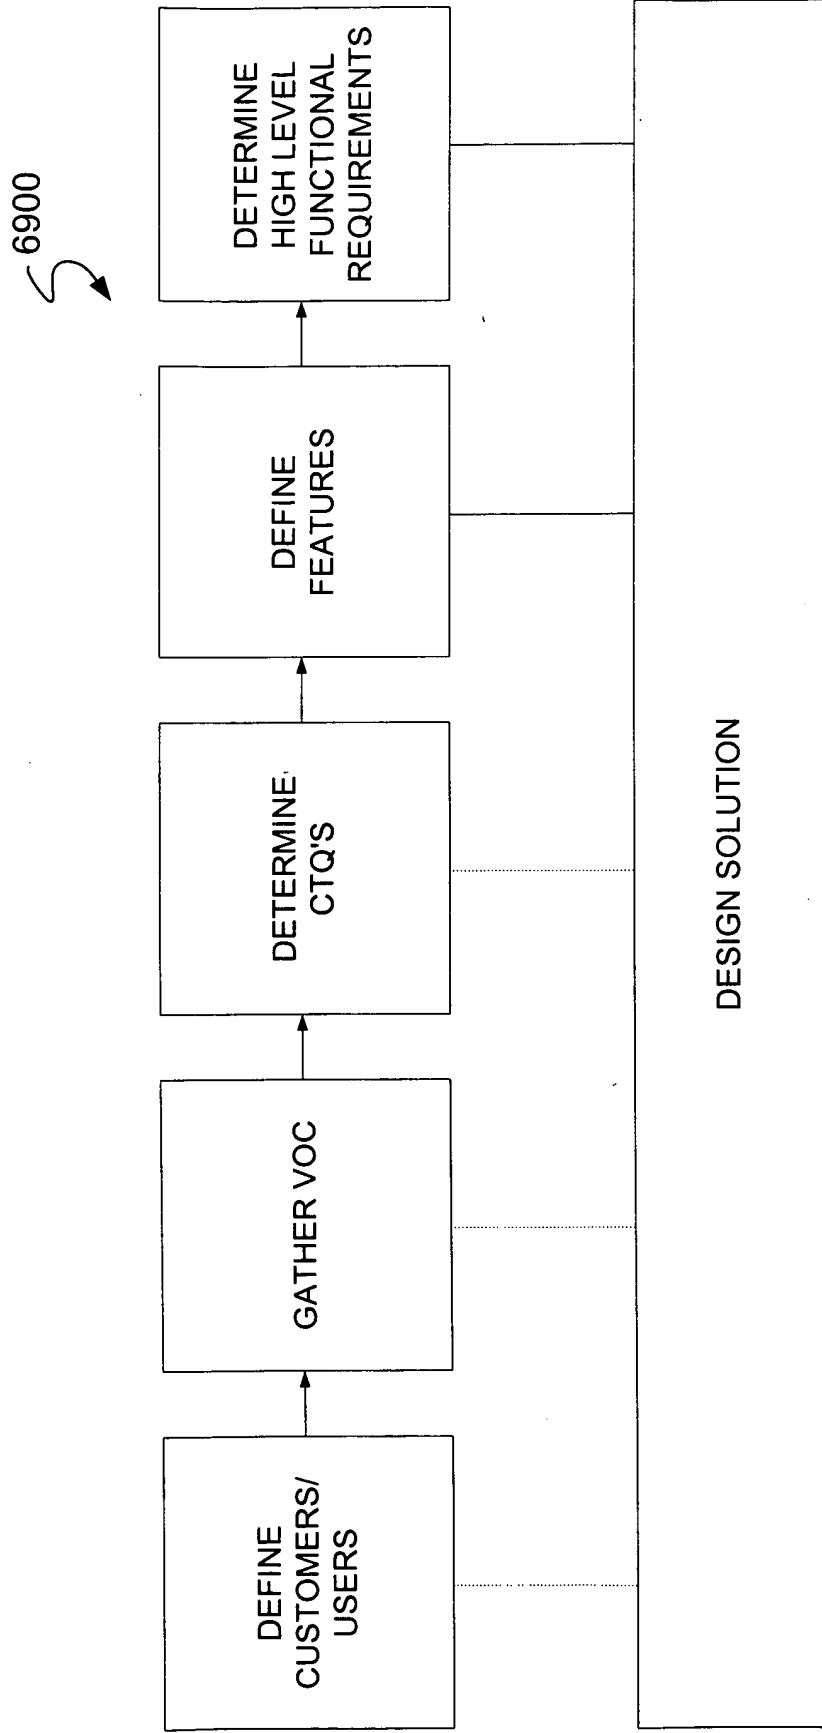 6900
DEFINE
CUSTOMERS/
USERS
GATHER VOC
DETERMINE
CTQ'S
DEFINE
FEATURES
DETERMINE
HIGH LEVEL
FUNCTIONAL
REQUIREMENTS
DESIGN SOLUTION